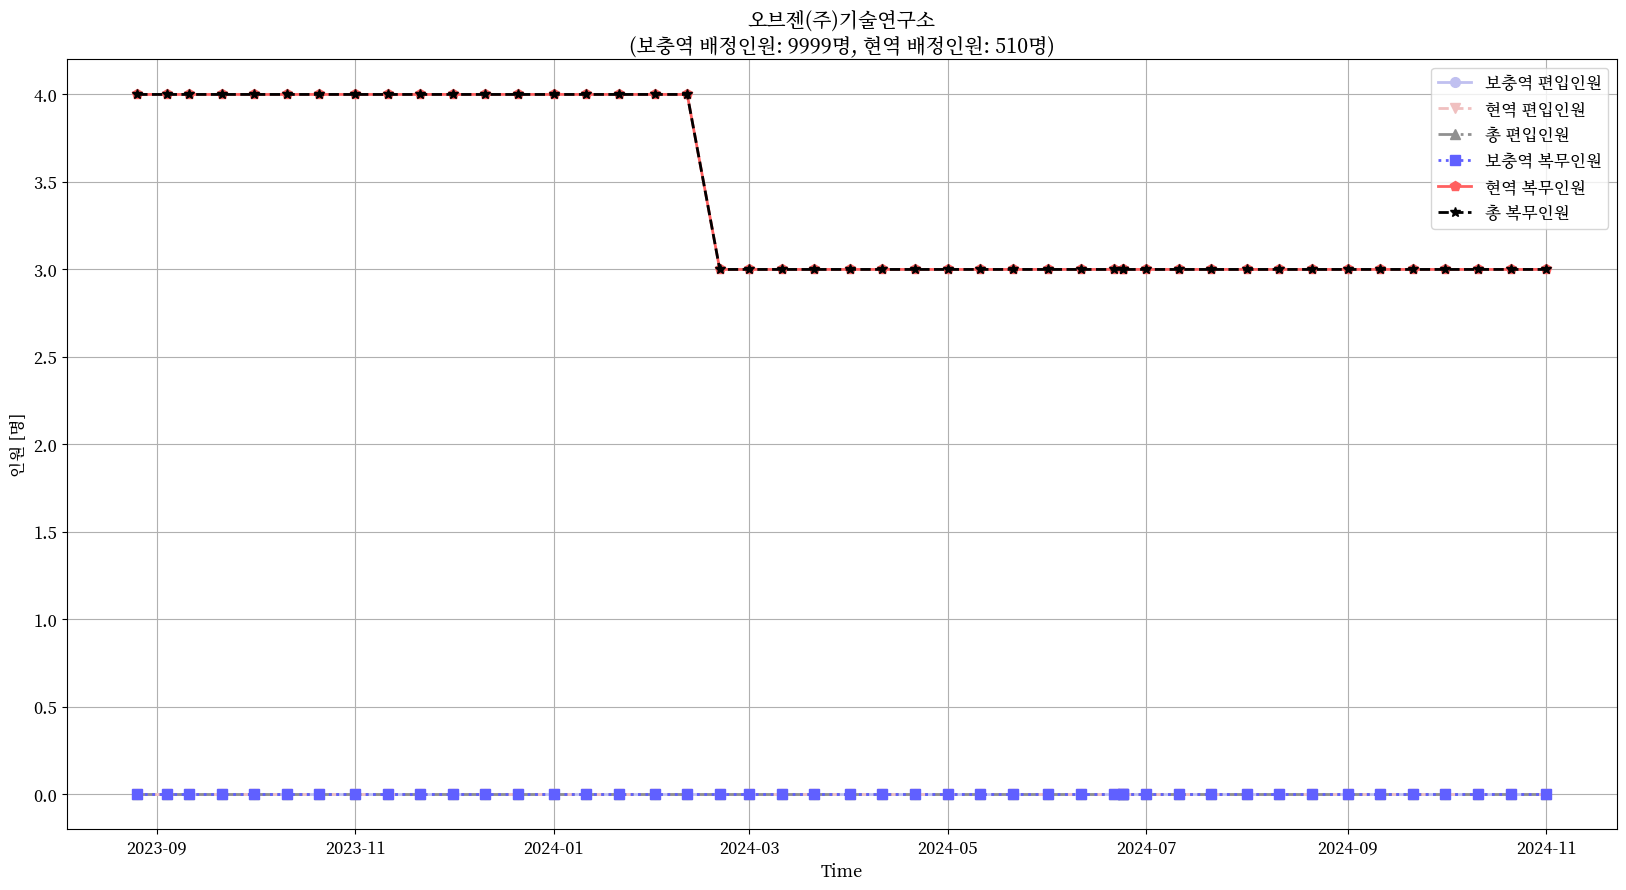 오브젠(주)기술연구소
(보충역 배정인원: 9999명, 현역 배정인원: 510명)
보충역 편입인원
현역 편입인원
총 편입인원
보충역 복무인원
현역 복무인원
총 복무인원
4.0
3.5
3.0
2.5
2.0
1.5
1.0
0.5
0.0
인원 [명]
2023-09 2023-11 2024-01 2024-03 2024-05 2024-07 2024-09 2024-11
Time